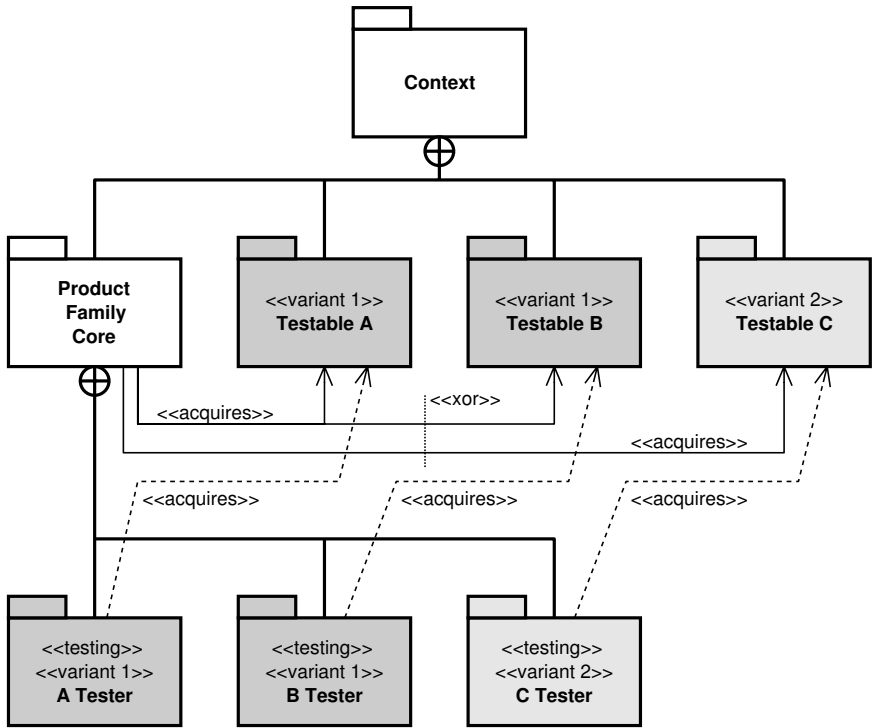 Context
Product
Family
Core
<<variant 1>>
Testable A
<<variant 1>>
Testable B
<<variant 2>>
Testable C
<<acquires>>
<<xor>>
<<acquires>>
<<acquires>>
<<acquires>>
<<acquires>>
<<testing>>
<<variant 1>>
A Tester
<<testing>>
<<variant 1>>
B Tester
<<testing>>
<<variant 2>>
C Tester